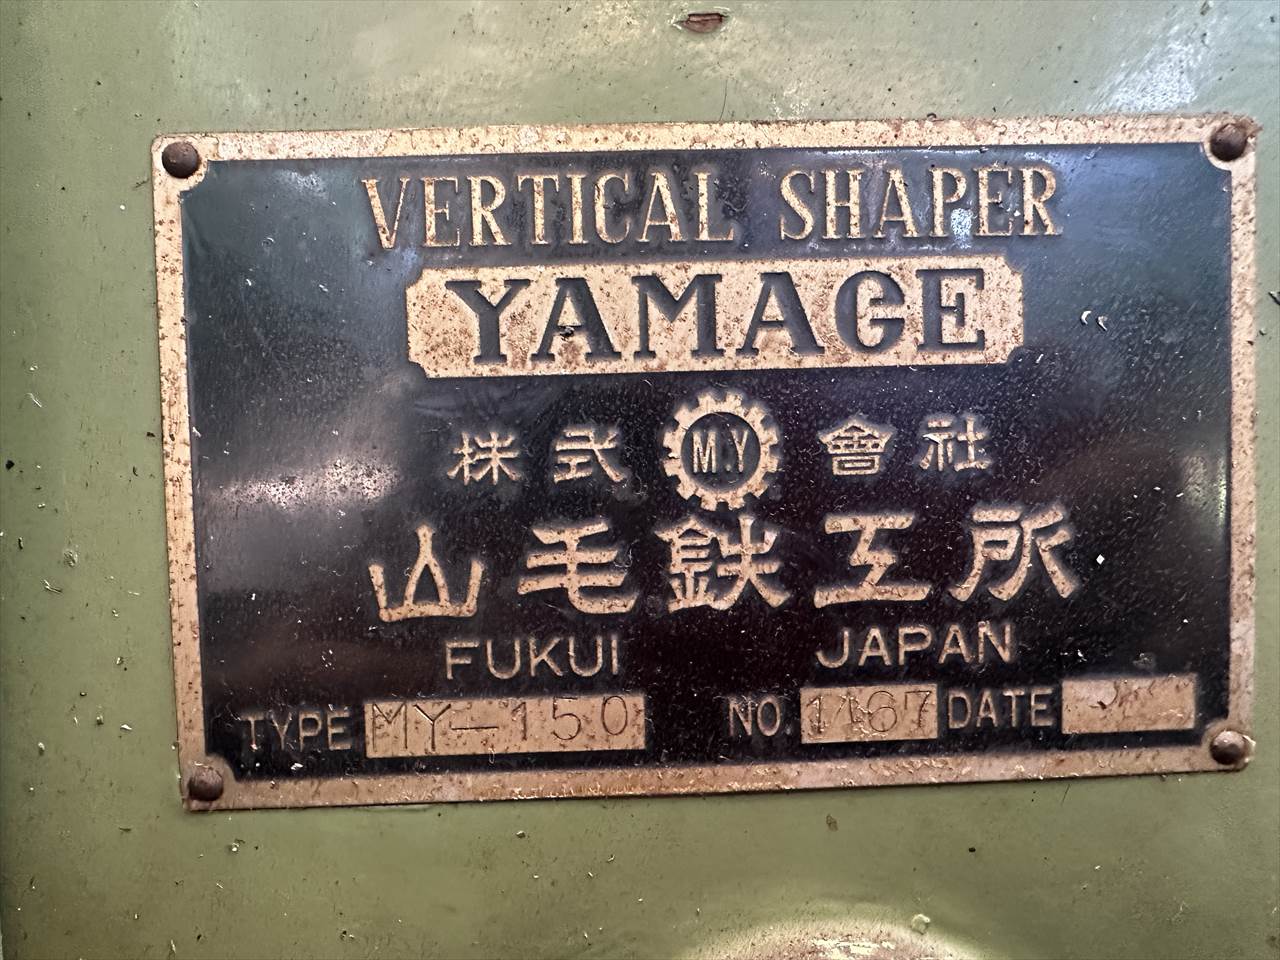 VERTICAL SHAPER
YAMAGE
株式 M.Y 會社
山毛鉄工所
FUKUI JAPAN
TYPE MY-150 NO. 1167 DATE